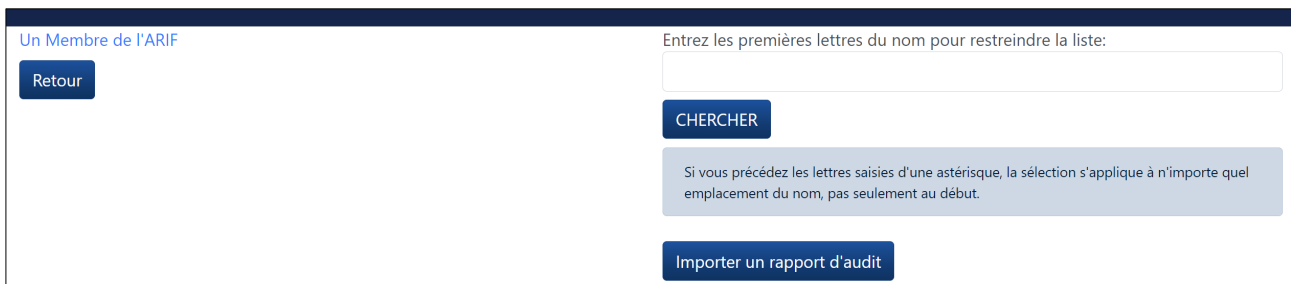 Un Membre de l'ARIF
Retour
Entrez les premières lettres du nom pour restreindre la liste:
CHERCHER
Si vous précédez les lettres saisies d'une astérisque, la sélection s'applique à n'importe quel
emplacement du nom, pas seulement au début.
Importer un rapport d'audit